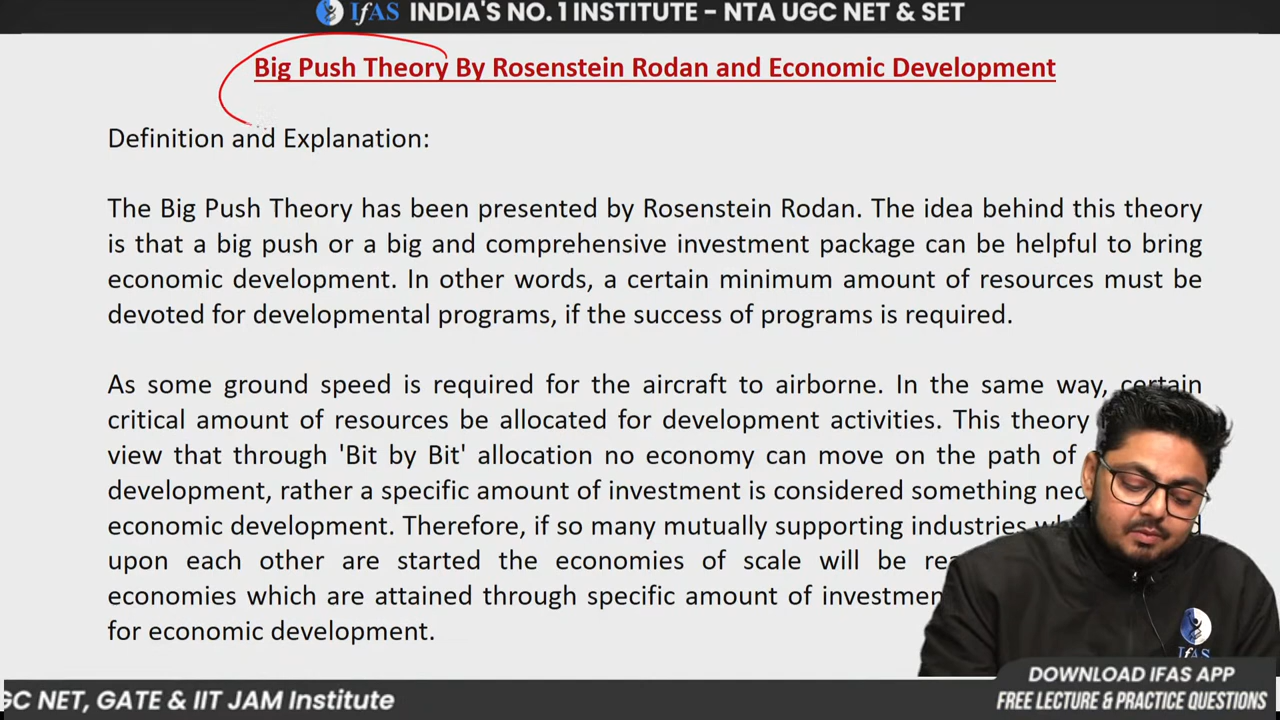 IfAS INDIA'S NO. 1 INSTITUTE - NTA UGC NET & SET
Big Push Theory By Rosenstein Rodan and Economic Development
Definition and Explanation:
The Big Push Theory has been presented by Rosenstein Rodan. The idea behind this theory
is that a big push or a big and comprehensive investment package can be helpful to bring
economic development. In other words, a certain minimum amount of resources must be
devoted for developmental programs, if the success of programs is required.
As some ground speed is required for the aircraft to airborne. In the same way, certain
critical amount of resources be allocated for development activities. This theory
view that through 'Bit by Bit' allocation no economy can move on the path of
development, rather a specific amount of investment is considered something
economic development. Therefore, if so many mutually supporting industries
upon each other are started the economies of scale will be
economies which are attained through specific amount of
for economic development.
IfAS
DOWNLOAD IFAS APP
GC NET, GATE & IIT JAM Institute
FREE LECTURE & PRACTICE QUESTIONS